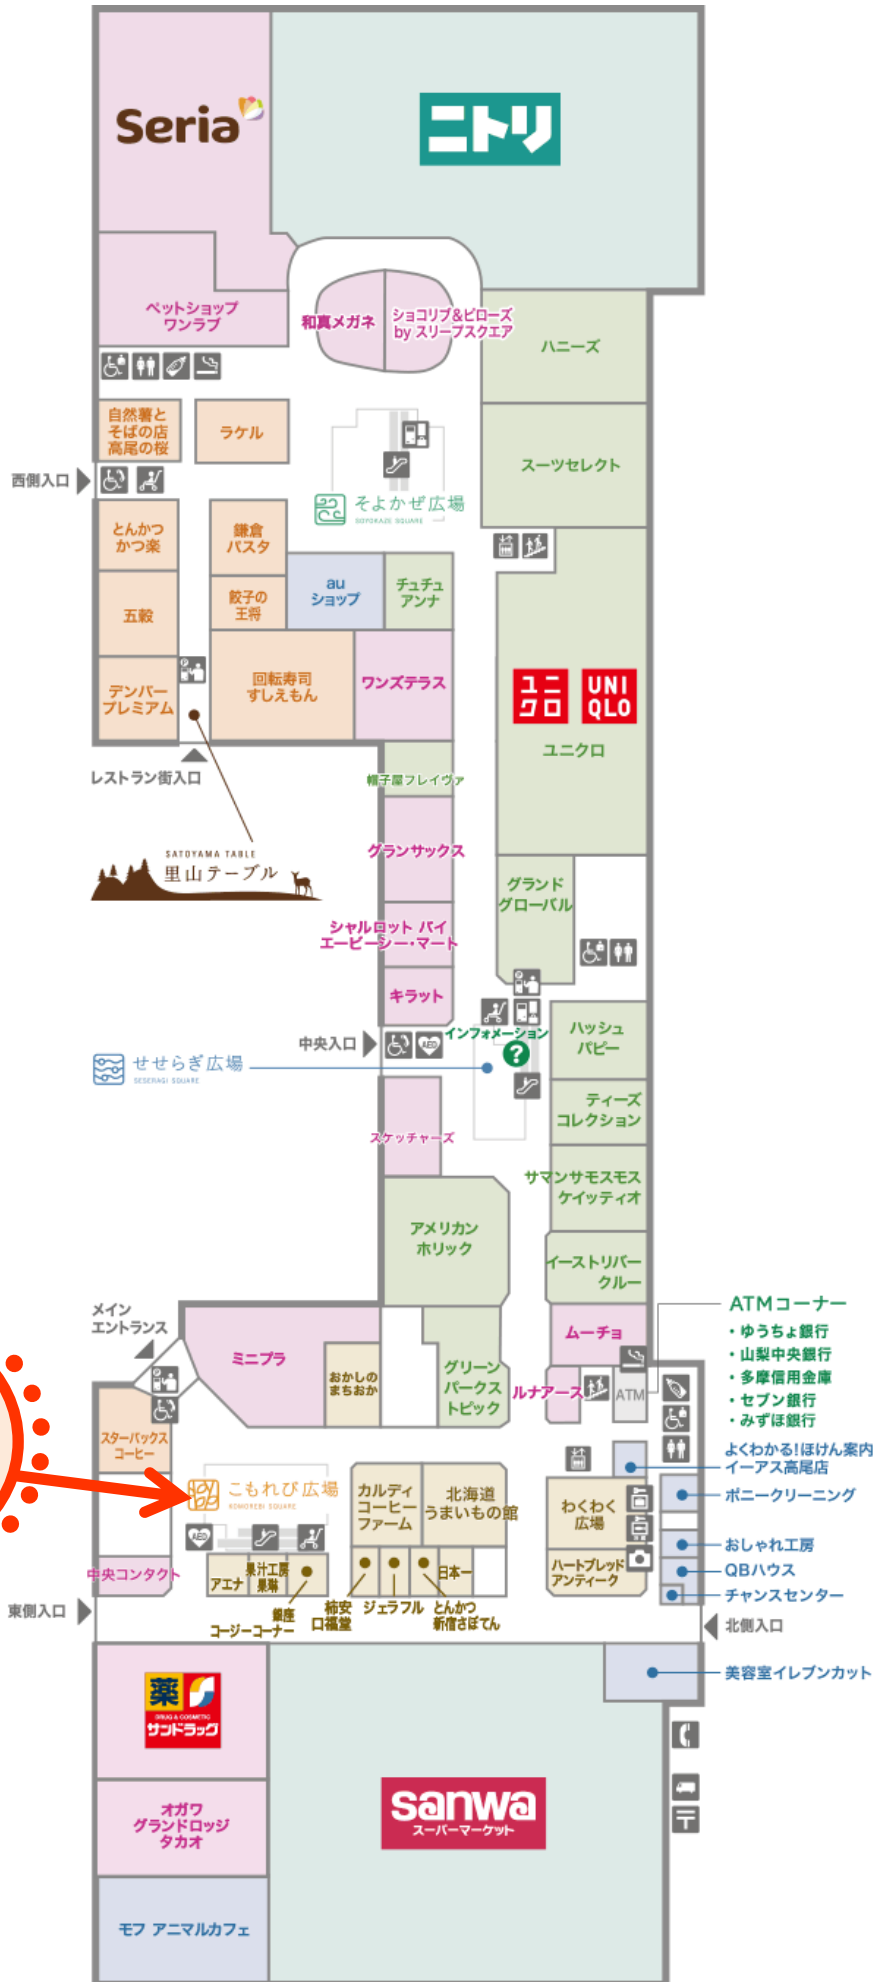 Seria
ニトリ
ペットショップ
ワンラブ
和真メガネ
ショコリブ&ピローズ
by スリープスクエア
ハニーズ
自然薯と
そばの店
高尾の桜
ラケル
スーツセレクト
西側入口
そよかぜ広場
SOYOKAZE SQUARE
とんかつ
かつ楽
鎌倉
パスタ
餃子の
王将
au
ショップ
チュチュ
アンナ
五穀
回転寿司
すしえもん
ワンズテラス
デンバー
プレミアム
ユニ
クロ
UNI
QLO
ユニクロ
レストラン街入口
帽子屋フレイヴァ
SATOYAMA TABLE
里山テーブル
グランサックス
グランド
グローバル
シャルロット バイ
エービーシー・マート
キラット
中央入口
AED
インフォメーション
?
ハッシュ
パピー
せせらぎ広場
SESERAGI SQUARE
ティーズ
コレクション
スケッチャーズ
サマンサモスモス
ケイッティオ
アメリカン
ホリック
イーストリバー
クルー
メイン
エントランス
ミニプラ
おかしの
まちおか
グリーン
パークス
トピック
ムーチョ
ルナアース
ATM
ATMコーナー
・ゆうちょ銀行
・山梨中央銀行
・多摩信用金庫
・セブン銀行
・みずほ銀行
スターバックス
コーヒー
こもれび広場
KOMOREBI SQUARE
カルディ
コーヒー
ファーム
北海道
うまいもの館
わくわく
広場
よくわかる!ほけん案内
イーアス高尾店
ポニークリーニング
おしゃれ工房
QBハウス
チャンスセンター
AED
中央コンタクト
アエナ
果汁工房
果琳
銀座
コージーコーナー
柿安
口福堂
ジェラフル
とんかつ
新宿さぼてん
日本一
ハートブレッド
アンティーク
東側入口
北側入口
美容室イレブンカット
薬
DRUG & COSMETIC
サンドラッグ
オガワ
グランドロッジ
タカオ
sanwa
スーパーマーケット
〒
モフ アニマルカフェ